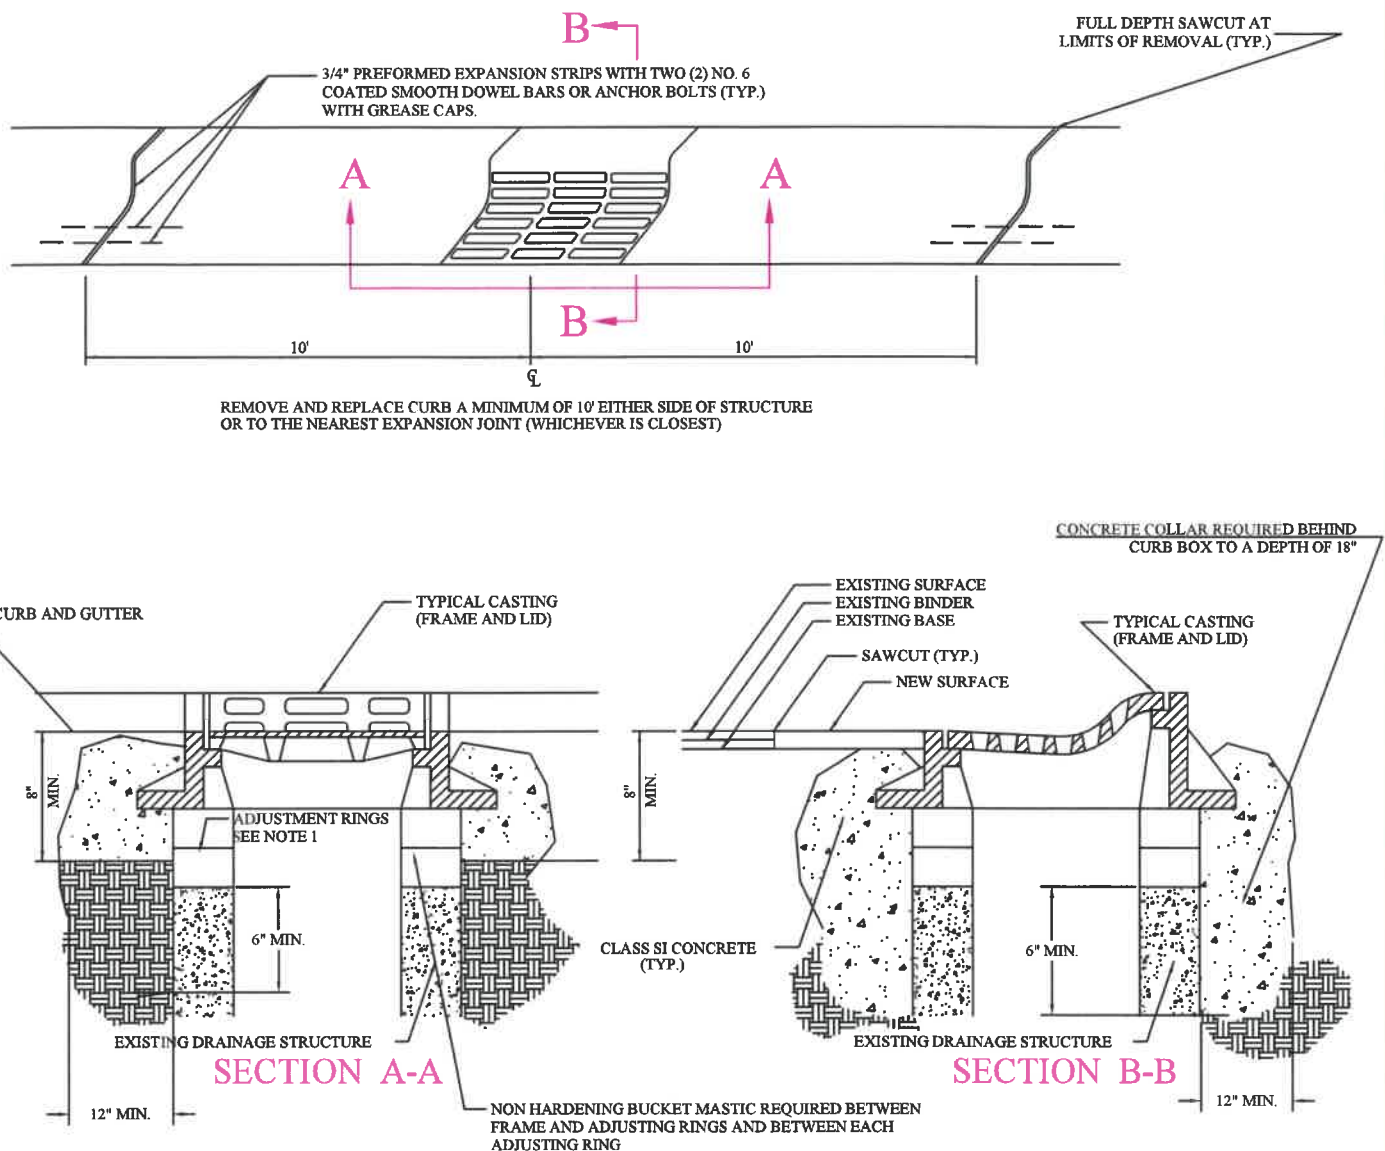 B
FULL DEPTH SAWCUT AT
LIMITS OF REMOVAL (TYP.)
3/4" PREFORMED EXPANSION STRIPS WITH TWO (2) NO. 6
COATED SMOOTH DOWEL BARS OR ANCHOR BOLTS (TYP.)
WITH GREASE CAPS.
A
A
B
10'
10'
CL
REMOVE AND REPLACE CURB A MINIMUM OF 10' EITHER SIDE OF STRUCTURE
OR TO THE NEAREST EXPANSION JOINT (WHICHEVER IS CLOSEST)
CURB AND GUTTER
TYPICAL CASTING
(FRAME AND LID)
8"
MIN.
ADJUSTMENT RINGS
SEE NOTE 1
6" MIN.
EXISTING DRAINAGE STRUCTURE
SECTION A-A
12" MIN.
NON HARDENING BUCKET MASTIC REQUIRED BETWEEN
FRAME AND ADJUSTING RINGS AND BETWEEN EACH
ADJUSTING RING
CONCRETE COLLAR REQUIRED BEHIND
CURB BOX TO A DEPTH OF 18"
EXISTING SURFACE
EXISTING BINDER
EXISTING BASE
SAWCUT (TYP.)
NEW SURFACE
TYPICAL CASTING
(FRAME AND LID)
8"
MIN.
CLASS SI CONCRETE
(TYP.)
6" MIN.
EXISTING DRAINAGE STRUCTURE
SECTION B-B
12" MIN.